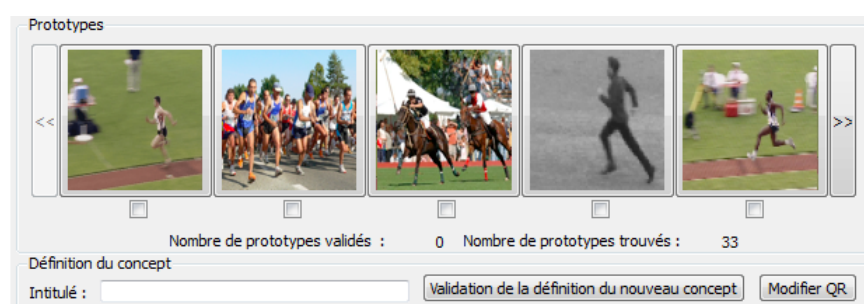 Prototypes
<< >>
Nombre de prototypes validés : 0 Nombre de prototypes trouvés : 33
Définition du concept
Intitulé : Validation de la définition du nouveau concept Modifier QR